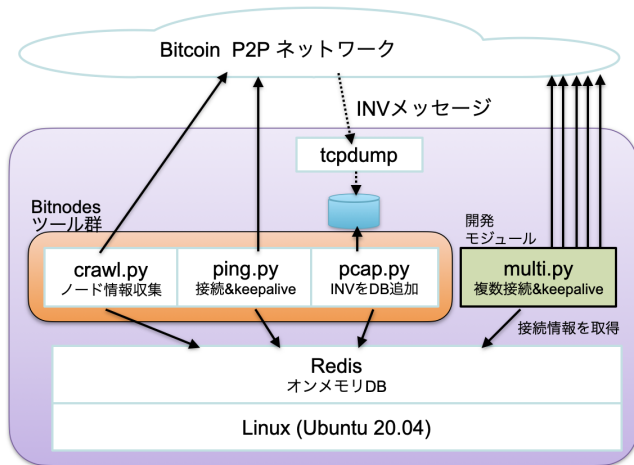 Bitcoin P2P ネットワーク
INVメッセージ
tcpdump
Bitnodes
ツール群
開発
モジュール
crawl.py
ノード情報収集
ping.py
接続&keepalive
pcap.py
INVをDB追加
multi.py
複数接続&keepalive
接続情報を取得
Redis
オンメモリDB
Linux (Ubuntu 20.04)